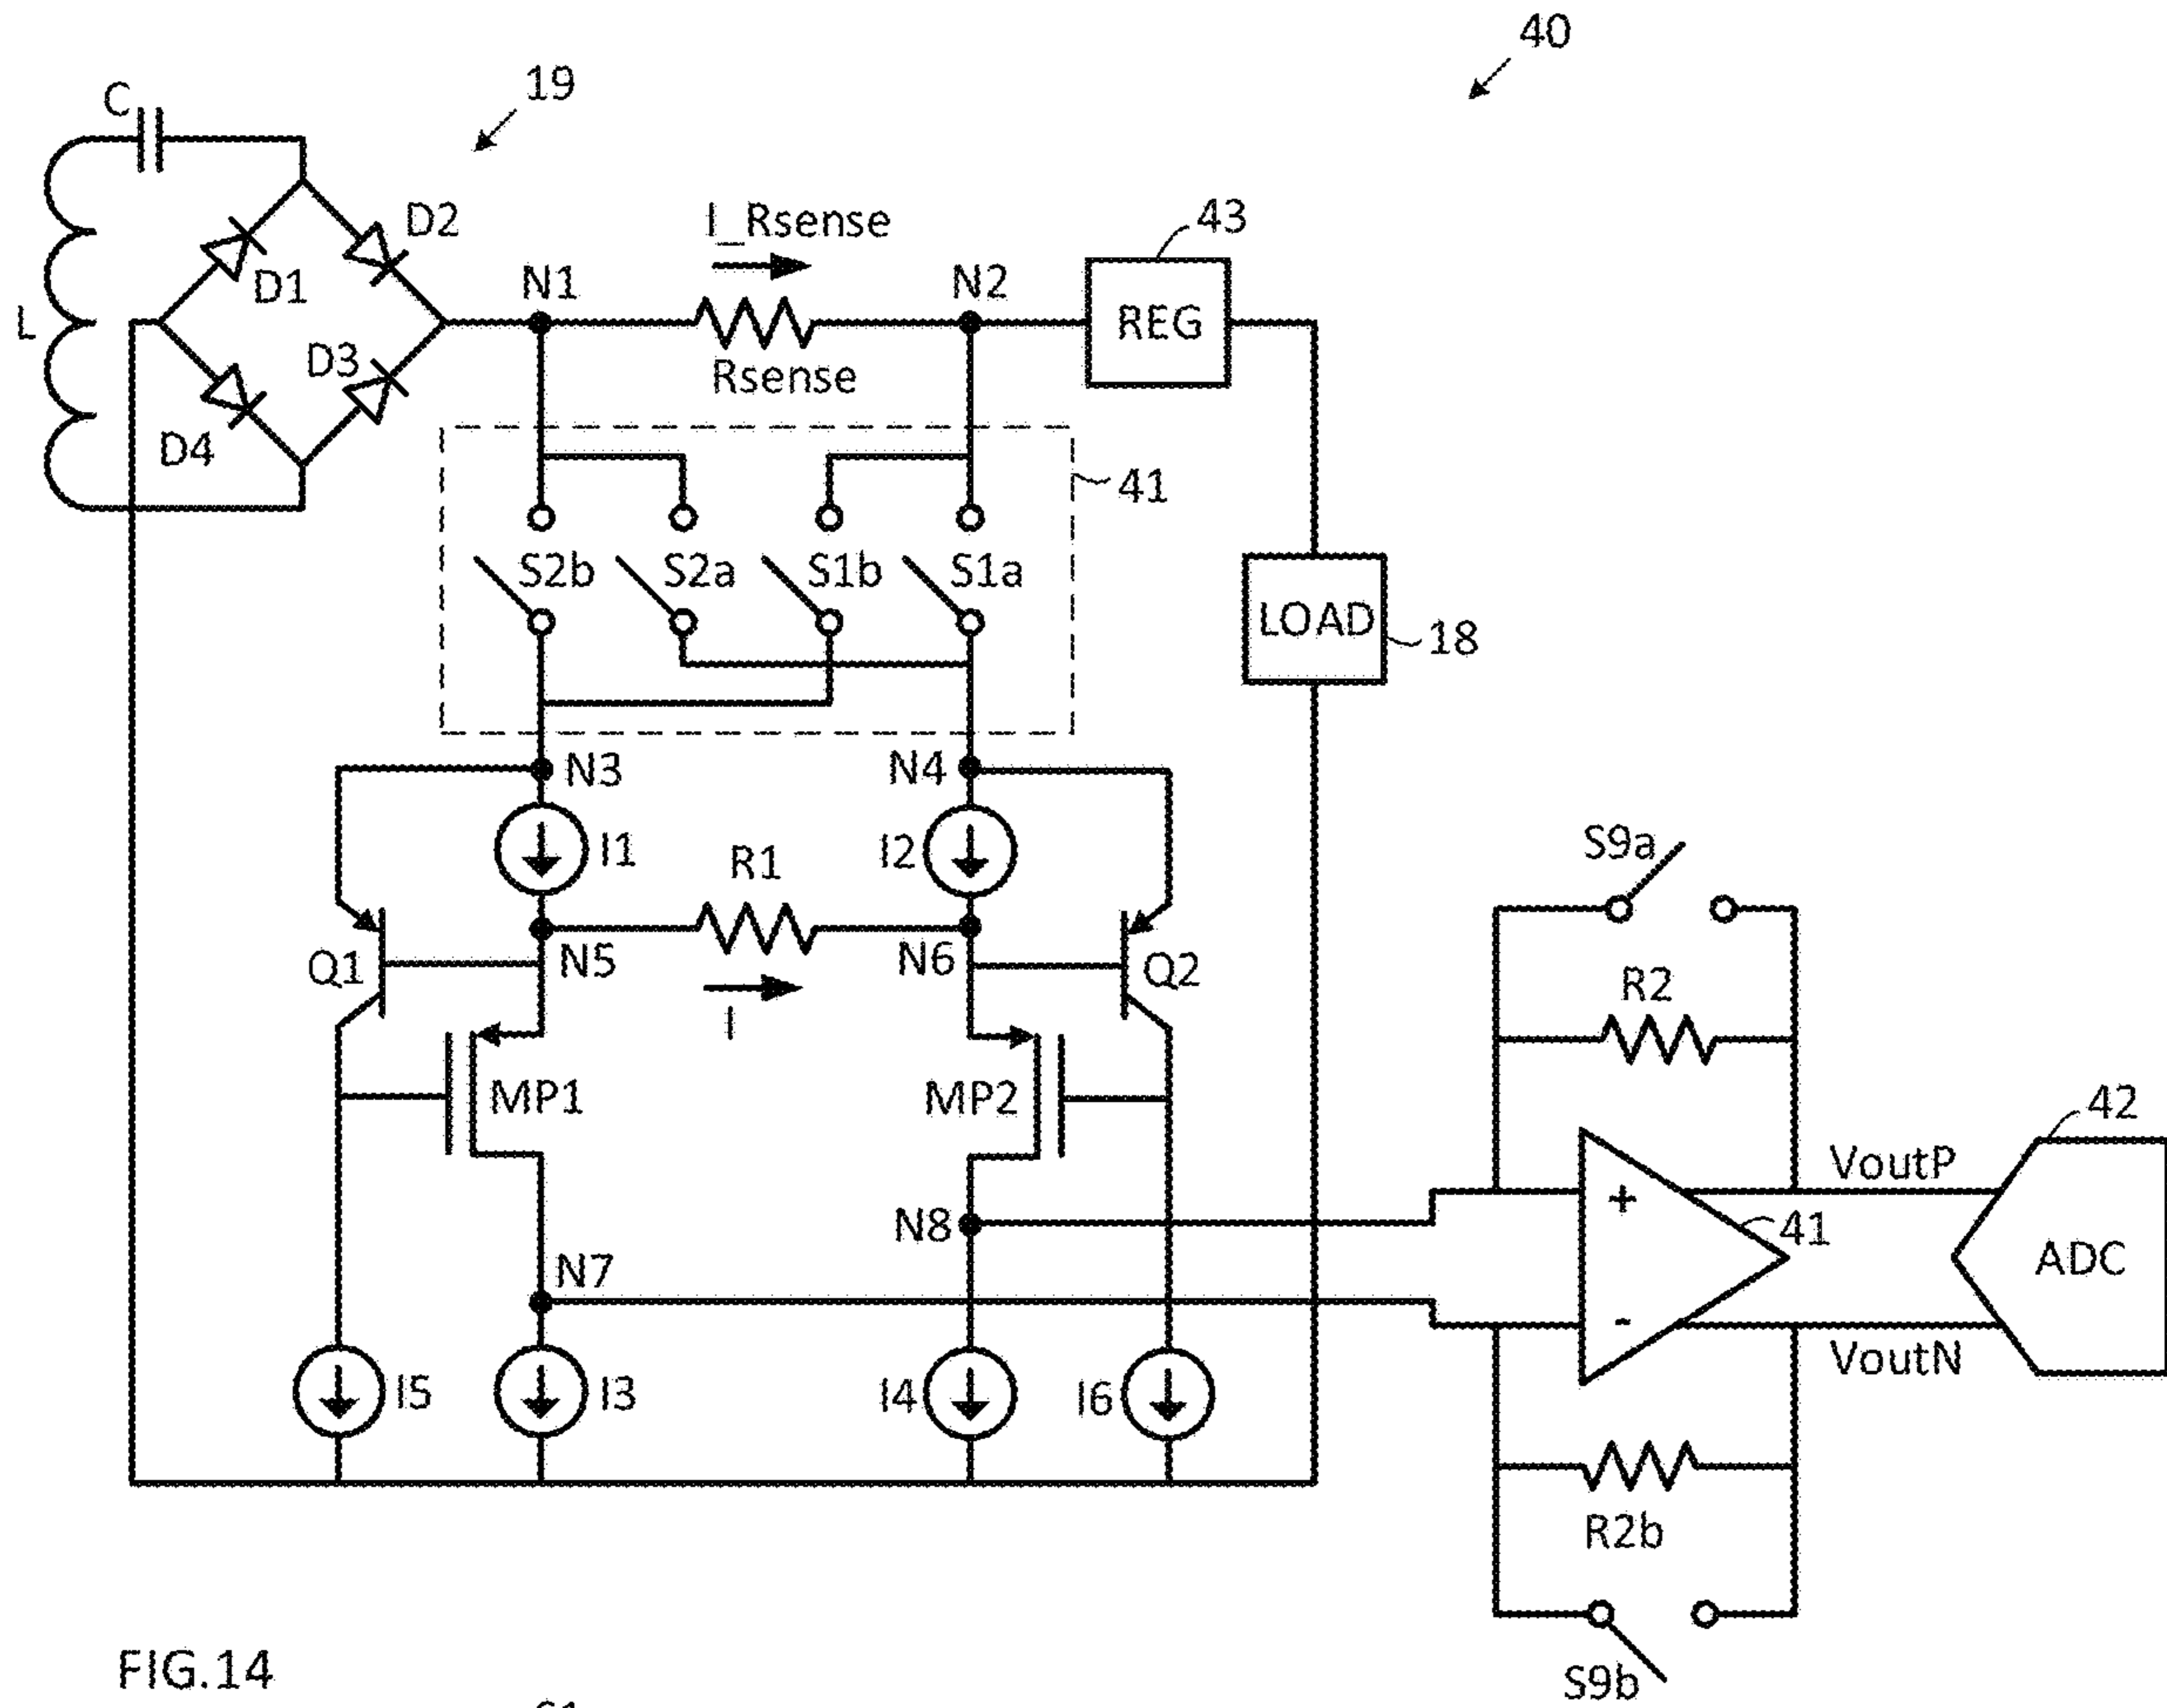 40
19
C
D2
I_Rsense
43
N1
N2
D1
REG
L
D3
Rsense
D4
41
S2b
S2a
S1b
S1a
LOAD
18
N3
N4
I1
R1
I2
S9a
Q1
N5
N6
Q2
R2
I
MP1
MP2
42
VoutP
+
N8
41
ADC
N7
-
VoutN
I5
I3
I4
I6
R2b
FIG.14
S9b